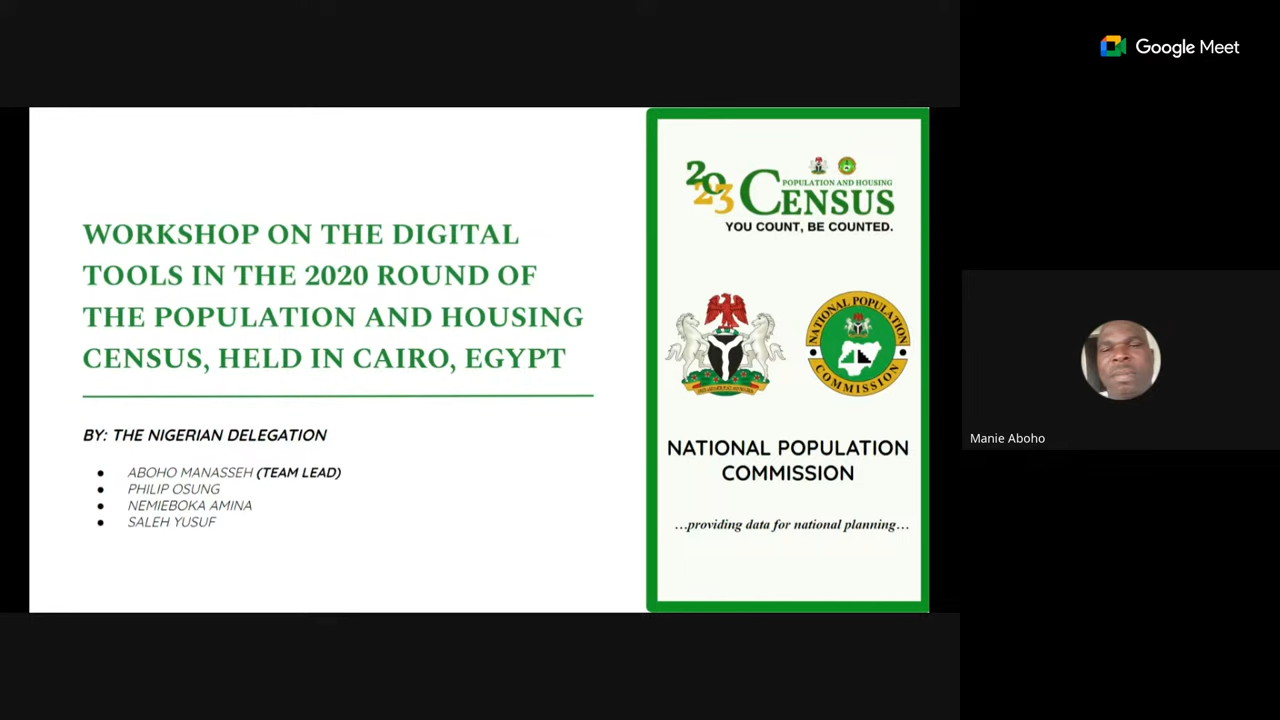 Google Meet
WORKSHOP ON THE DIGITAL
TOOLS IN THE 2020 ROUND OF
THE POPULATION AND HOUSING
CENSUS, HELD IN CAIRO, EGYPT
BY: THE NIGERIAN DELEGATION
● ABOHO MANASSEH (TEAM LEAD)
● PHILIP OSUNG
● NEMIEBOKA AMINA
● SALEH YUSUF
2023
POPULATION AND HOUSING
CENSUS
YOU COUNT, BE COUNTED.
NATIONAL POPULATION
COMMISSION
NATIONAL POPULATION
COMMISSION
...providing data for national planning...
Manie Aboho